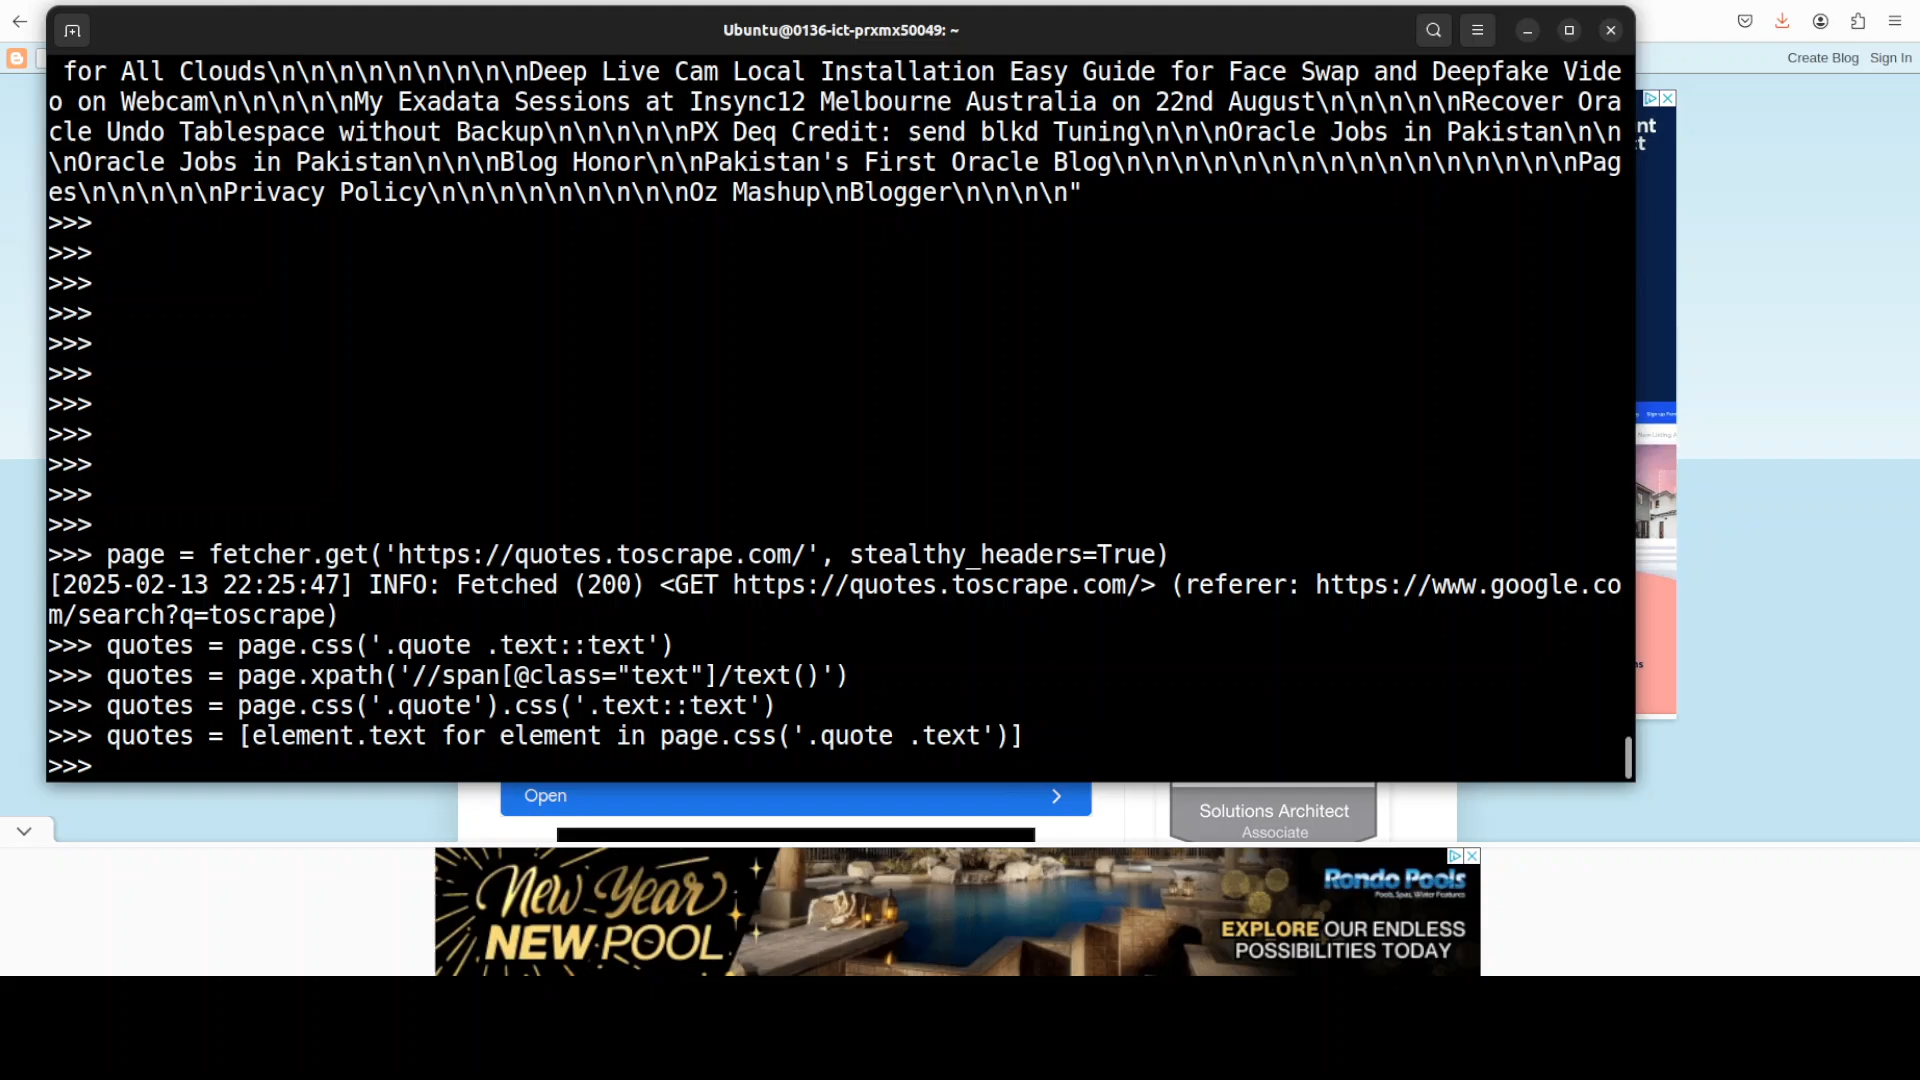 Ubuntu@0136-ict-prxmx50049: ~
Create Blog Sign In
 for All Clouds\n\n\n\n\n\n\n\n\nDeep Live Cam Local Installation Easy Guide for Face Swap and Deepfake Vide
o on Webcam\n\n\n\n\nMy Exadata Sessions at Insync12 Melbourne Australia on 22nd August\n\n\n\n\nRecover Ora
cle Undo Tablespace without Backup\n\n\n\n\nPX Deq Credit: send blkd Tuning\n\n\nOracle Jobs in Pakistan\n\n
\nOracle Jobs in Pakistan\n\n\nBlog Honor\n\nPakistan's First Oracle Blog\n\n\n\n\n\n\n\n\n\n\n\n\n\n\n\nPag
es\n\n\n\n\nPrivacy Policy\n\n\n\n\n\n\n\n\nOz Mashup\nBlogger\n\n\n\n"
>>>
>>>
>>>
>>>
>>>
>>>
>>>
>>>
>>>
>>>
>>>
>>> page = fetcher.get('https://quotes.toscrape.com/', stealthy_headers=True)
[2025-02-13 22:25:47] INFO: Fetched (200) <GET https://quotes.toscrape.com/> (referer: https://www.google.co
m/search?q=toscrape)
>>> quotes = page.css('.quote .text::text')
>>> quotes = page.xpath('//span[@class="text"]/text()')
>>> quotes = page.css('.quote').css('.text::text')
>>> quotes = [element.text for element in page.css('.quote .text')]
>>>
Open
Solutions Architect
Associate
New Year
NEW POOL
Rondo Pools
Pools, Spas, Water Features
EXPLORE OUR ENDLESS
POSSIBILITIES TODAY